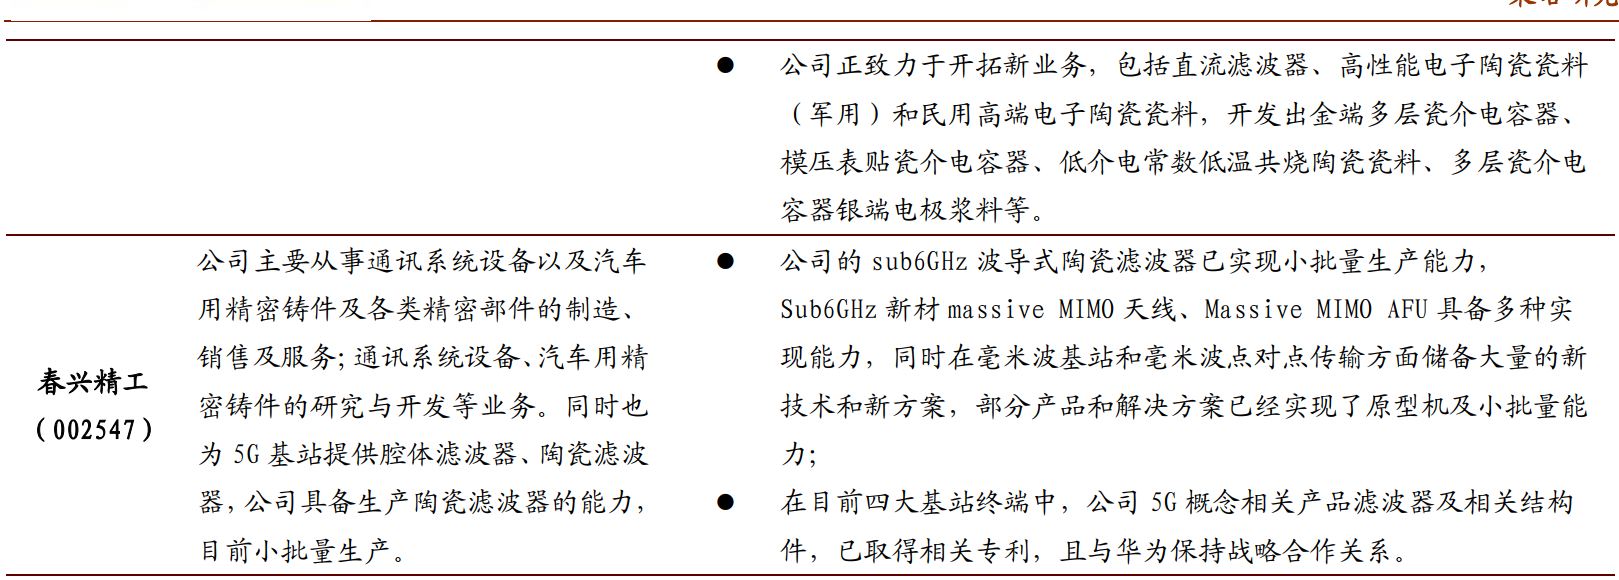 公司正致力于开拓新业务，包括直流滤波器、高性能电子陶瓷瓷料
（军用）和民用高端电子陶瓷瓷料，开发出金端多层瓷介电容器、
模压表贴瓷介电容器、低介电常数低温共烧陶瓷瓷料、多层瓷介电
容器银端电极浆料等。
春兴精工
（002547）
公司主要从事通讯系统设备以及汽车
用精密铸件及各类精密部件的制造、
销售及服务；通讯系统设备、汽车用精
密铸件的研究与开发等业务。同时也
为 5G 基站提供腔体滤波器、陶瓷滤波
器，公司具备生产陶瓷滤波器的能力，
目前小批量生产。
公司的 sub6GHz 波导式陶瓷滤波器已实现小批量生产能力，
Sub6GHz 新材 massive MIMO 天线、Massive MIMO AFU 具备多种实
现能力，同时在毫米波基站和毫米波点对点传输方面储备大量的新
技术和新方案，部分产品和解决方案已经实现了原型机及小批量能
力；
在目前四大基站终端中，公司 5G 概念相关产品滤波器及相关结构
件，已取得相关专利，且与华为保持战略合作关系。